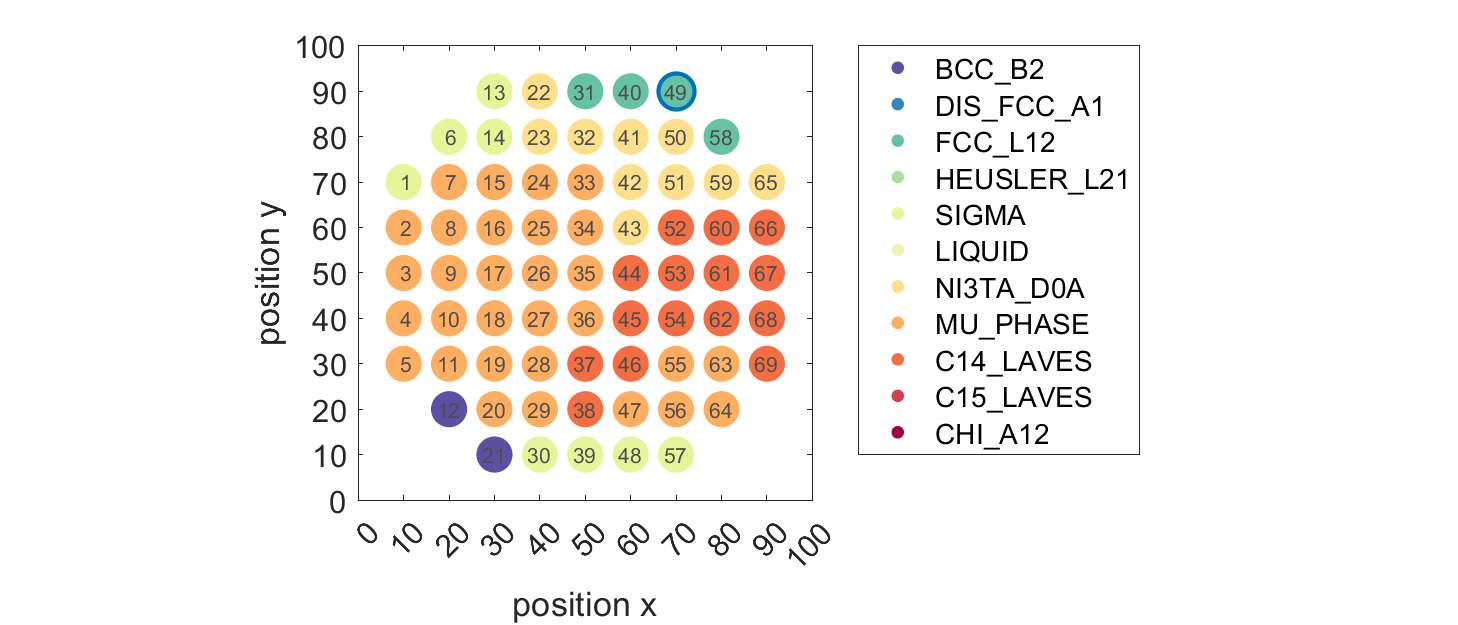 100
90
80
70
60
50
40
30
20
10
0
13 22 31 40 49
6 14 23 32 41 50 58
1 7 15 24 33 42 51 59 65
2 8 16 25 34 43 52 60 66
3 9 17 26 35 44 53 61 67
4 10 18 27 36 45 54 62 68
5 11 19 28 37 46 55 63 69
12 20 29 38 47 56 64
21 30 39 48 57
0 10 20 30 40 50 60 70 80 90 100
position x
position y
BCC_B2
DIS_FCC_A1
FCC_L12
HEUSLER_L21
SIGMA
LIQUID
NI3TA_D0A
MU_PHASE
C14_LAVES
C15_LAVES
CHI_A12